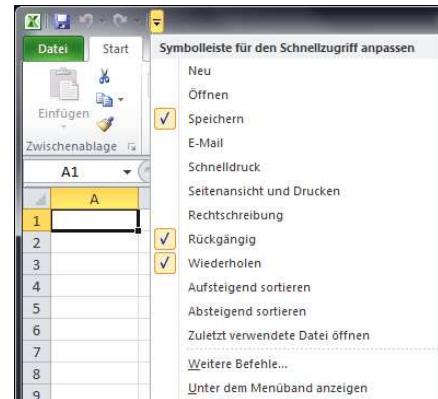 Datei Start
Symbolleiste für den Schnellzugriff anpassen
Neu
Öffnen
Speichern
E-Mail
Schnelldruck
Seitenansicht und Drucken
Rechtschreibung
Rückgängig
Wiederholen
Aufsteigend sortieren
Absteigend sortieren
Zuletzt verwendete Datei öffnen
Weitere Befehle...
Unter dem Menüband anzeigen
Einfügen
Zwischenablage
A1
A
1
2
3
4
5
6
7
8
9